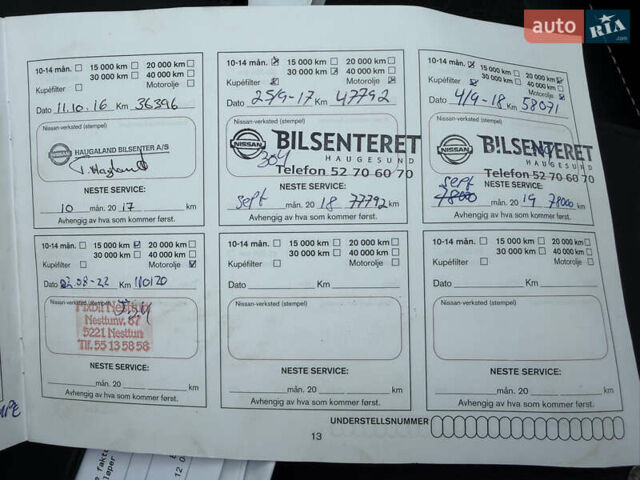 auto RIA .com
10-14 mån. 15 000 km 20 000 km
30 000 km 40 000 km
Kupéfilter Motorolje
Dato 11.10.16 Km 36396
Nissan-verksted (stempel)
NISSAN HAUGALAND BILSENTER A/S
NESTE SERVICE:
10 mån. 20 17 km
Avhengig av hva som kommer først.
10-14 mån. 15 000 km 20 000 km
30 000 km 40 000 km
Kupéfilter Motorolje
Dato 25/9-17 Km 47792
Nissan-verksted (stempel)
NISSAN BILSENTERET
304 HAUGESUND
Telefon 52 70 60 70
NESTE SERVICE:
sept mån. 20 18 77792 km
Avhengig av hva som kommer først.
10-14 mån. 15 000 km 20 000 km
30 000 km 40 000 km
Kupéfilter Motorolje
Dato 4/9-18 Km 58071
Nissan-verksted (stempel)
NISSAN BILSENTERET
HAUGESUND
Telefon 52 70 60 70
NESTE SERVICE:
sept
78000 mån. 20 19 78000 km
Avhengig av hva som kommer først.
10-14 mån. 15 000 km 20 000 km
30 000 km 40 000 km
Kupéfilter Motorolje
Dato 22.08-22 Km 110120
Nissan-verksted (stempel)
Nesttun
Nesttunv. 87
5221 Nesttun
Tlf. 55 13 58 58
NESTE SERVICE:
mån. 20 km
Avhengig av hva som kommer først.
10-14 mån. 15 000 km 20 000 km
30 000 km 40 000 km
Kupéfilter Motorolje
Dato Km
Nissan-verksted (stempel)
NESTE SERVICE:
mån. 20 km
Avhengig av hva som kommer først.
10-14 mån. 15 000 km 20 000 km
30 000 km 40 000 km
Kupéfilter Motorolje
Dato Km
Nissan-verksted (stempel)
NESTE SERVICE:
mån. 20 km
Avhengig av hva som kommer først.
13
UNDERSTELLSNUMMER